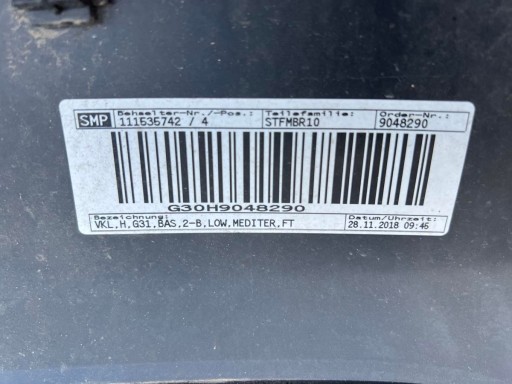 SMP
Behaelter-Nr./-Pos.: Teilefamilie: Order-Nr.:
111535742 / 4 STFMBR10 9048290
G30H9048290
Bezeichnung: Datum/Uhrzeit:
VKL,H,G31,BAS,2-B,LOW,MEDITER,FT 28.11.2018 09:46